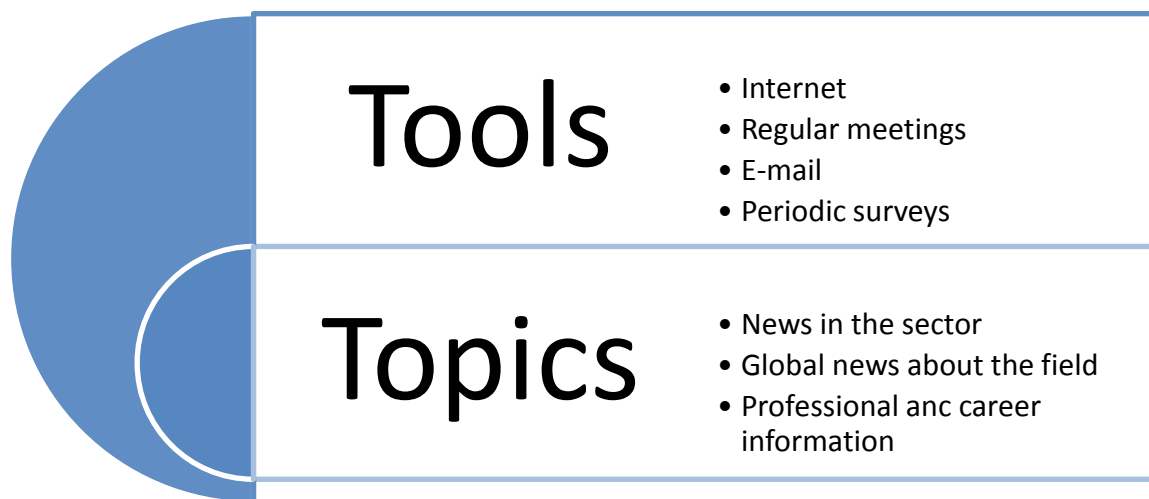 Tools
• Internet
• Regular meetings
• E-mail
• Periodic surveys
Topics
• News in the sector
• Global news about the field
• Professional anc career
information